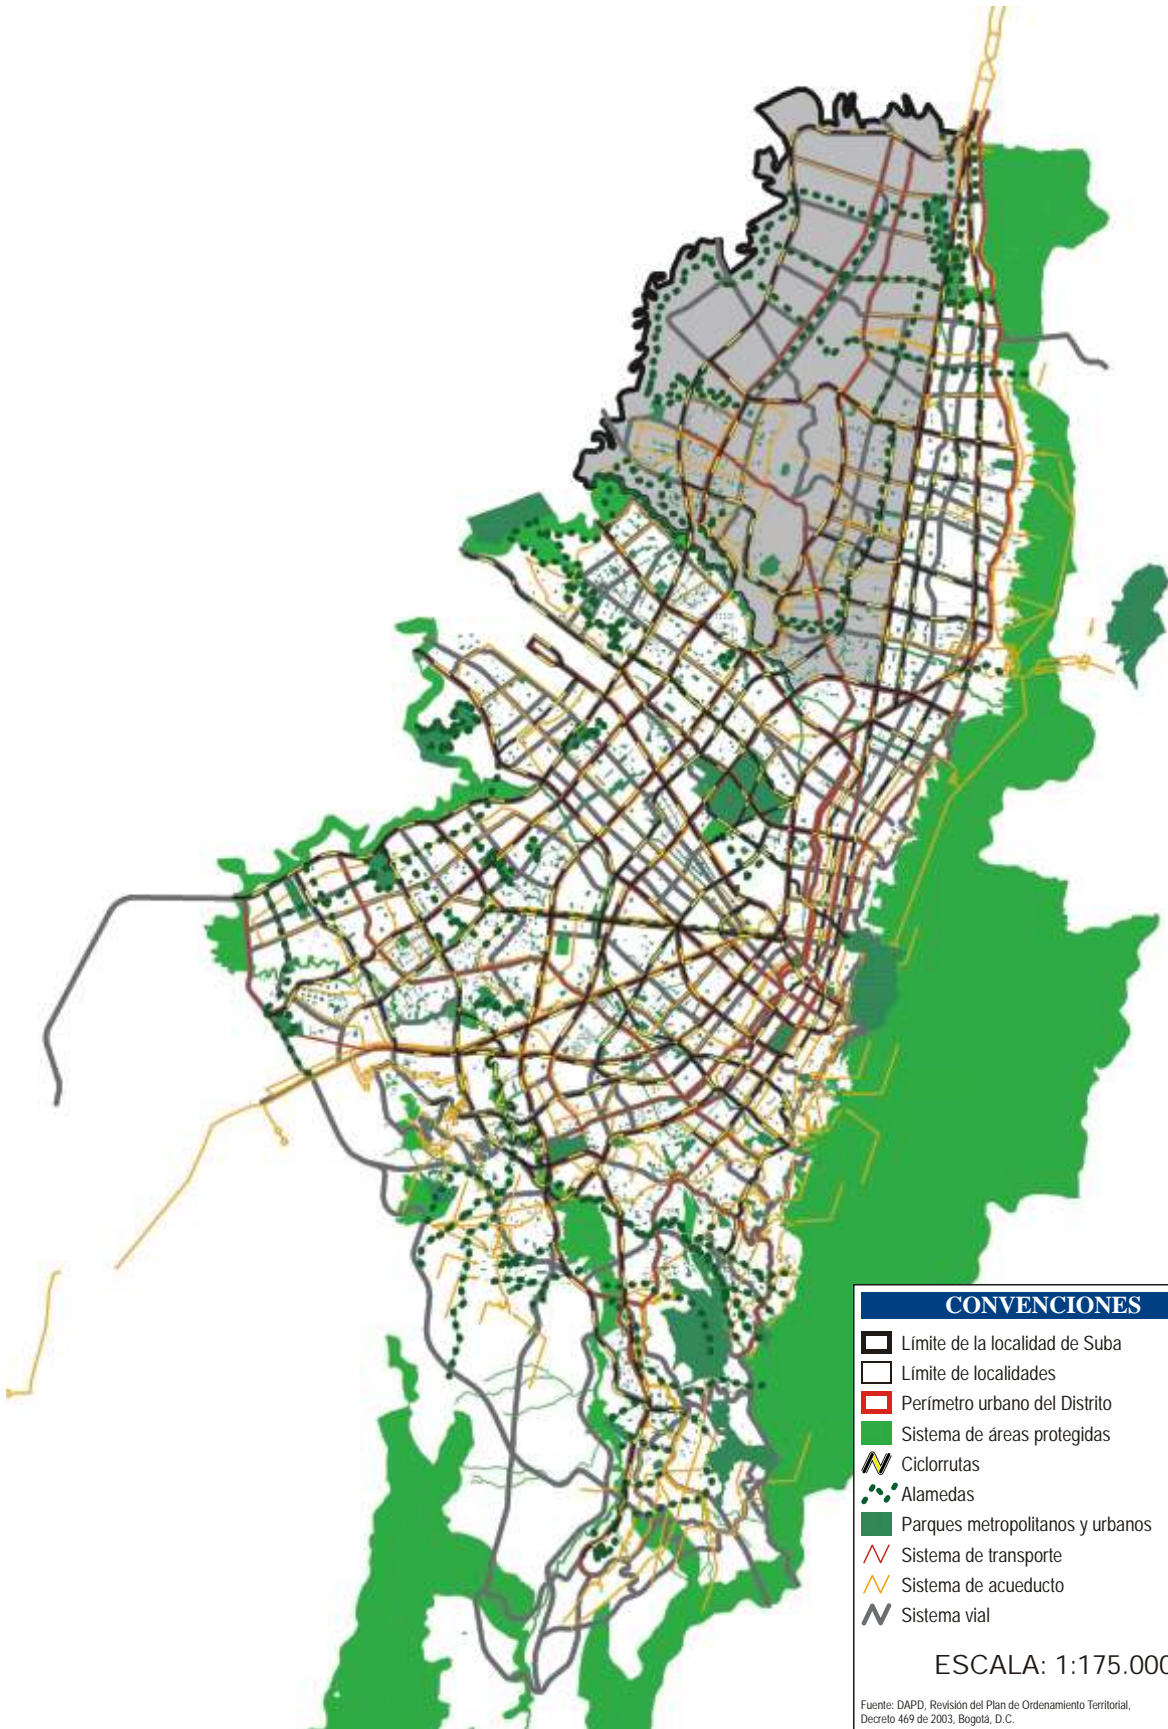 CONVENCIONES
Límite de la localidad de Suba
Límite de localidades
Perímetro urbano del Distrito
Sistema de áreas protegidas
Ciclorrutas
Alamedas
Parques metropolitanos y urbanos
Sistema de transporte
Sistema de acueducto
Sistema vial
ESCALA: 1:175.000
Fuente: DAPD, Revisión del Plan de Ordenamiento Territorial,
Decreto 469 de 2003, Bogotá, D.C.